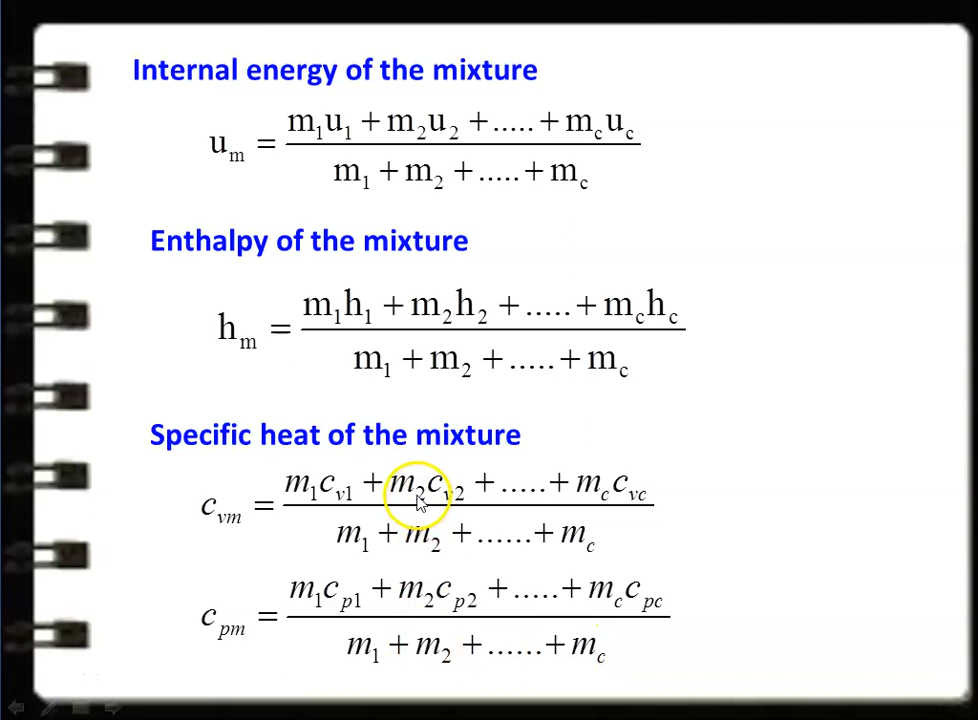 Internal energy of the mixture
u_m = (m_1u_1 + m_2u_2 + ..... + m_cu_c) / (m_1 + m_2 + ..... + m_c)
Enthalpy of the mixture
h_m = (m_1h_1 + m_2h_2 + ..... + m_ch_c) / (m_1 + m_2 + ..... + m_c)
Specific heat of the mixture
c_vm = (m_1c_v1 + m_2c_v2 + ..... + m_cc_vc) / (m_1 + m_2 + ...... + m_c)
c_pm = (m_1c_p1 + m_2c_p2 + ..... + m_cc_pc) / (m_1 + m_2 + ...... + m_c)